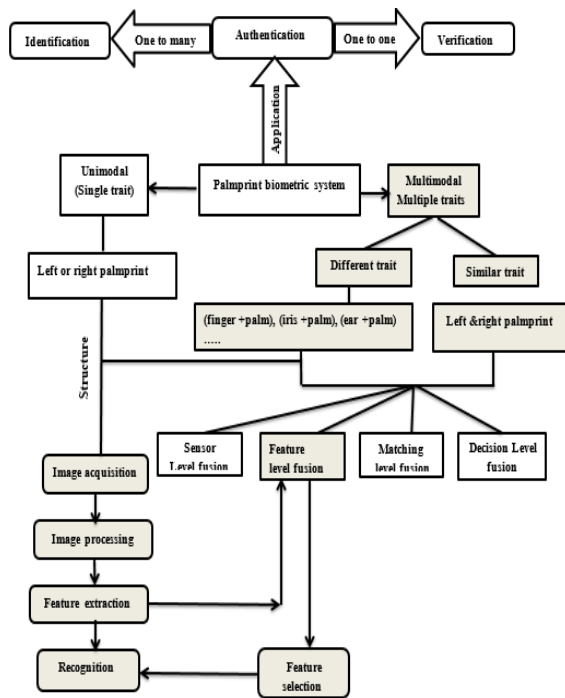 Identification
One to many
Authentication
One to one
Verification
Application
Unimodal
(Single trait)
Palmprint biometric system
Multimodal
Multiple traits
Left or right palmprint
Different trait
Similar trait
(finger +palm), (iris +palm), (ear +palm)
.....
Left &right palmprint
Structure
Sensor
Level fusion
Feature
level fusion
Matching
level fusion
Decision Level
fusion
Image acquisition
Image processing
Feature extraction
Recognition
Feature
selection